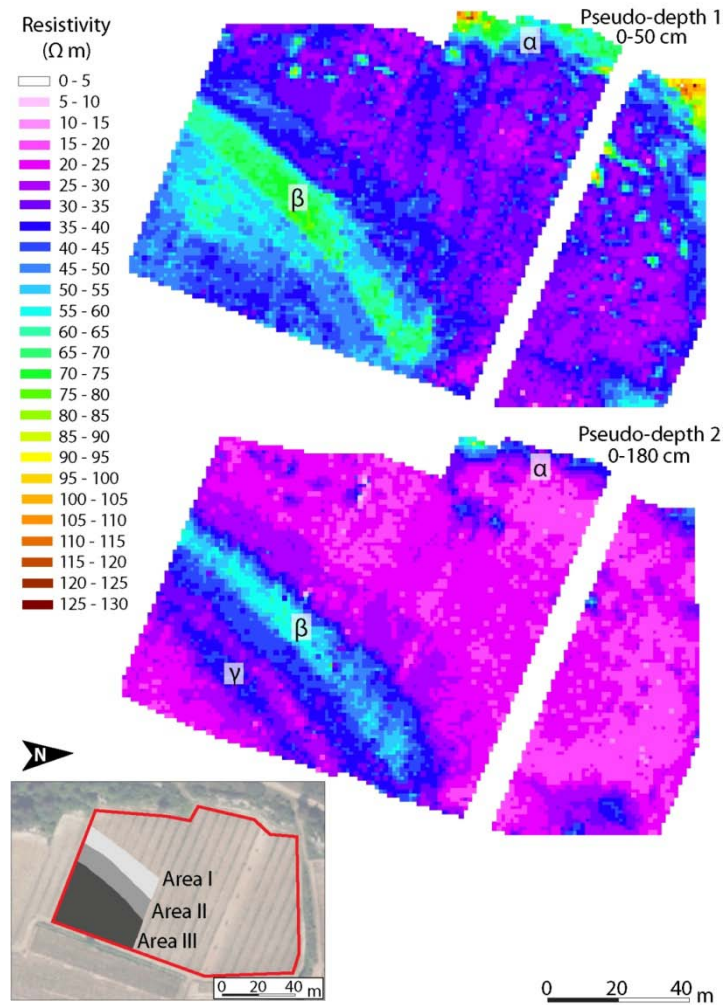 Resistivity
(Ω m)
0 - 5
5 - 10
10 - 15
15 - 20
20 - 25
25 - 30
30 - 35
35 - 40
40 - 45
45 - 50
50 - 55
55 - 60
60 - 65
65 - 70
70 - 75
75 - 80
80 - 85
85 - 90
90 - 95
95 - 100
100 - 105
105 - 110
110 - 115
115 - 120
120 - 125
125 - 130
Pseudo-depth 1
0-50 cm
α
β
Pseudo-depth 2
0-180 cm
α
β
γ
N
Area I
Area II
Area III
0 20 40
m
0 20 40 m